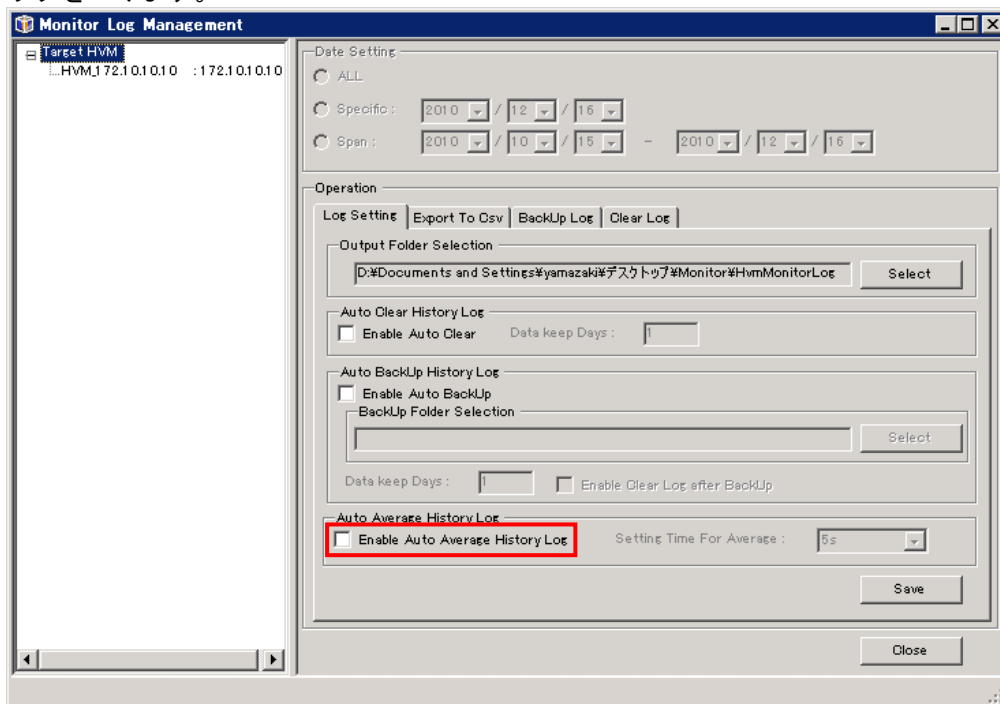 Monitor Log Management
Target HVM
HVM_172.10.10.10 : 172.10.10.10
Date Setting
ALL
Specific : 2010 / 12 / 16
Span : 2010 / 10 / 15 - 2010 / 12 / 16
Operation
Log Setting Export To Csv BackUp Log Clear Log
Output Folder Selection
D:¥Documents and Settings¥yamazaki¥デスクトップ¥Monitor¥HvmMonitorLog Select
Auto Clear History Log
Enable Auto Clear Data keep Days : 1
Auto BackUp History Log
Enable Auto BackUp
BackUp Folder Selection
Select
Data keep Days : 1 Enable Clear Log after BackUp
Auto Average History Log
Enable Auto Average History Log Setting Time For Average : 5s
Save
Close